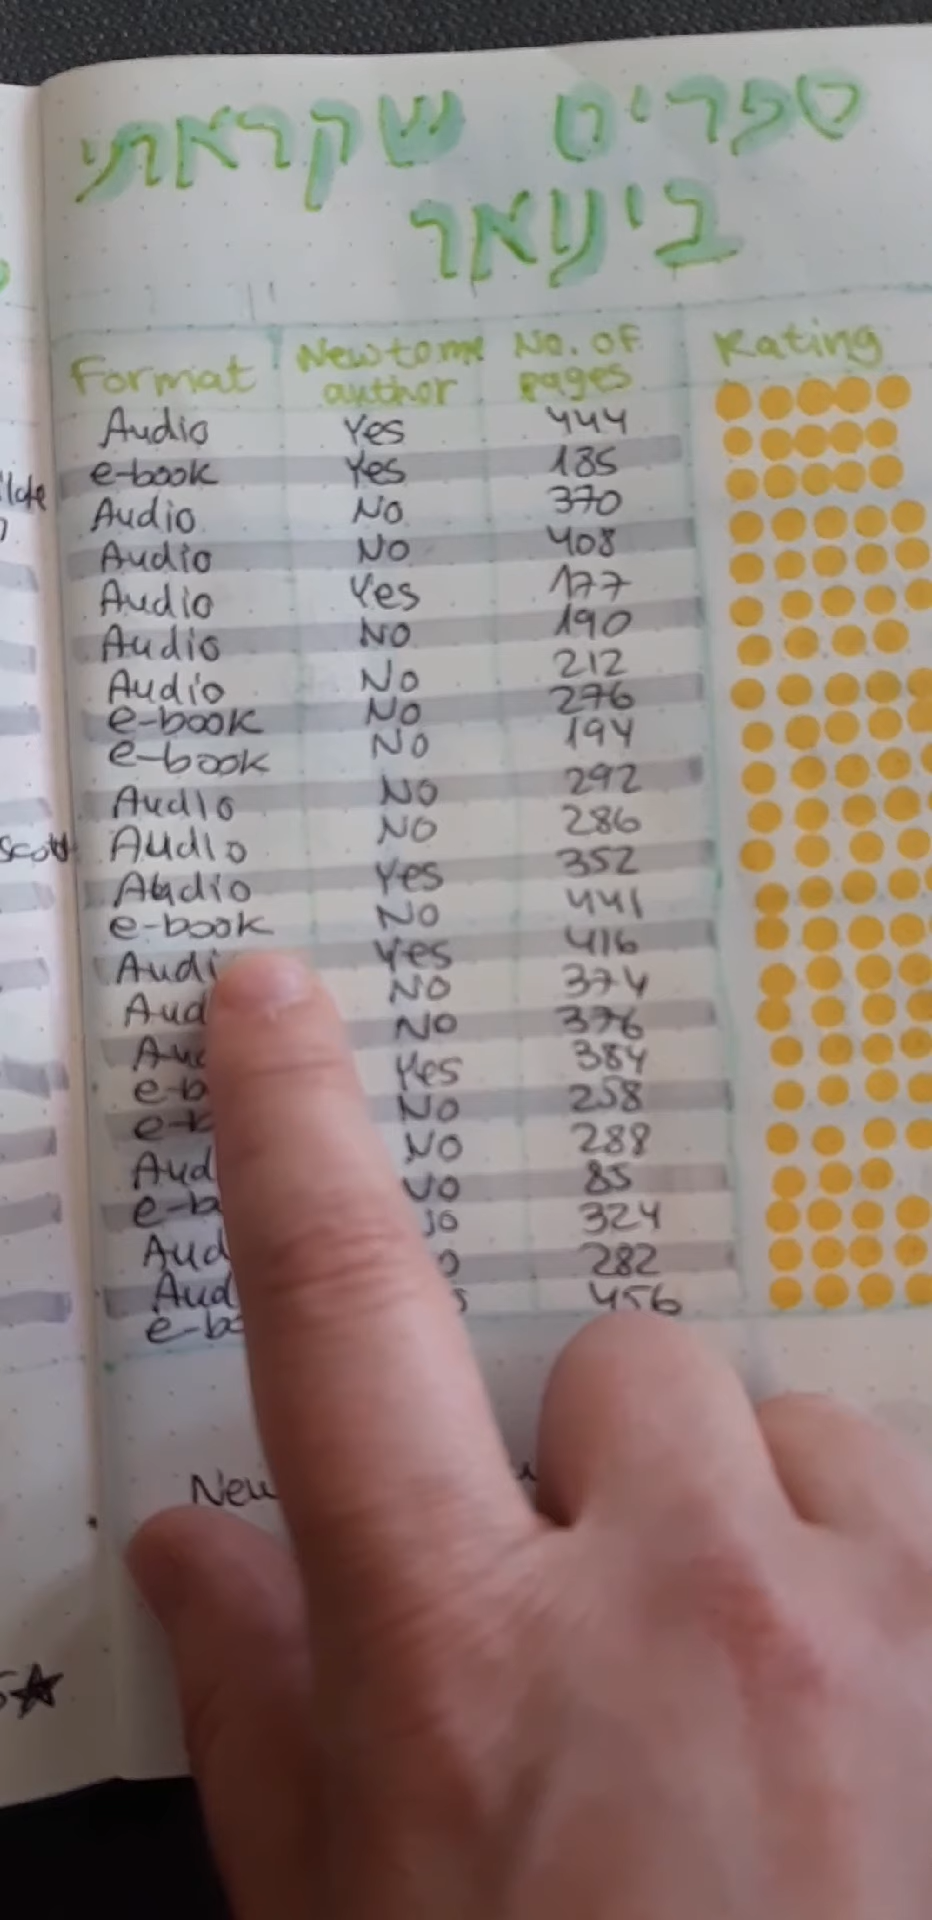 ספרים שקראתי
בינואר
Format New to me author No. of pages Rating
Audio Yes 444
e-book Yes 185
Audio No 370
Audio No 408
Audio Yes 177
Audio No 190
Audio No 212
e-book No 276
e-book No 194
Audio No 292
Audio No 286
Audio Yes 352
e-book No 441
Audio Yes 416
No 374
No 376
Yes 384
No 258
No 288
85
324
282
456